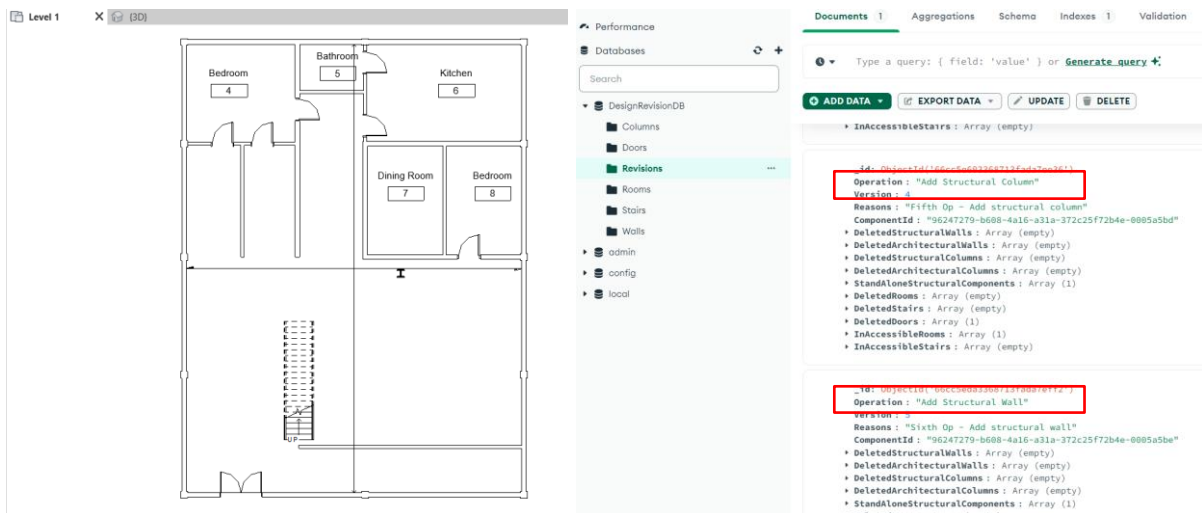 Level 1
{3D}
Bathroom
5
Bedroom
4
Kitchen
6
Dining Room
7
Bedroom
8
UP
Performance
Databases
Search
DesignRevisionDB
Columns
Doors
Revisions
Rooms
Stairs
Walls
admin
config
local
Documents 1 Aggregations Schema Indexes 1 Validation
Type a query: { field: 'value' } or Generate query
ADD DATA EXPORT DATA UPDATE DELETE
InAccessibleStairs : Array (empty)
Operation : "Add Structural Column"
Version : 4
Reasons : "Fifth Op - Add structural column"
ComponentId : "96247279-b608-4a16-a31a-372c25f72b4e-0005a5bd"
DeletedStructuralWalls : Array (empty)
DeletedArchitecturalWalls : Array (empty)
DeletedStructuralColumns : Array (empty)
DeletedArchitecturalColumns : Array (empty)
StandAloneStructuralComponents : Array (1)
DeletedRooms : Array (empty)
DeletedStairs : Array (empty)
DeletedDoors : Array (1)
InAccessibleRooms : Array (1)
InAccessibleStairs : Array (empty)
Operation : "Add Structural Wall"
Version : 5
Reasons : "Sixth Op - Add structural wall"
ComponentId : "96247279-b608-4a16-a31a-372c25f72b4e-0005a5be"
DeletedStructuralWalls : Array (empty)
DeletedArchitecturalWalls : Array (empty)
DeletedStructuralColumns : Array (empty)
DeletedArchitecturalColumns : Array (empty)
StandAloneStructuralComponents : Array (1)